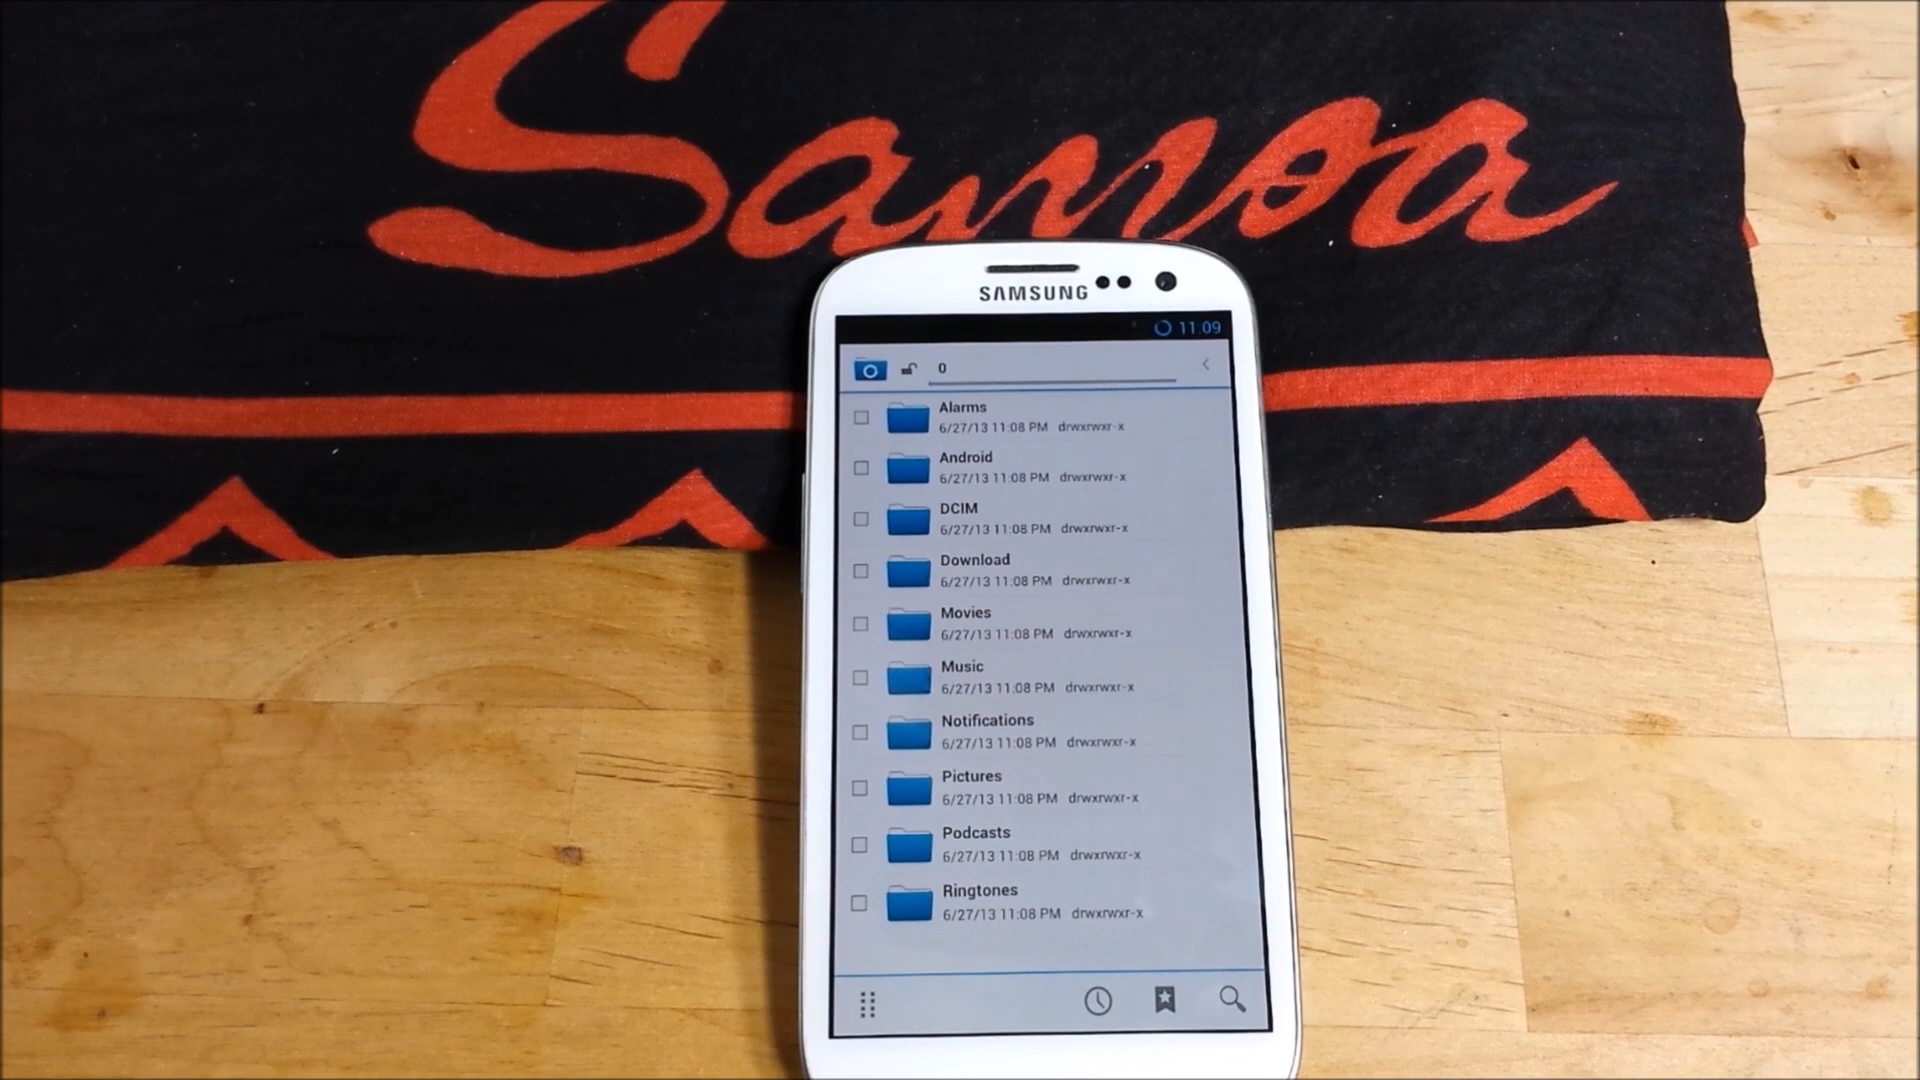 Samoa
SAMSUNG
11.09
0
Alarms
6/27/13 11:08 PM drwxrwxr-x
Android
6/27/13 11:08 PM drwxrwxr-x
DCIM
6/27/13 11:08 PM drwxrwxr-x
Download
6/27/13 11:08 PM drwxrwxr-x
Movies
6/27/13 11:08 PM drwxrwxr-x
Music
6/27/13 11:08 PM drwxrwxr-x
Notifications
6/27/13 11:08 PM drwxrwxr-x
Pictures
6/27/13 11:08 PM drwxrwxr-x
Podcasts
6/27/13 11:08 PM drwxrwxr-x
Ringtones
6/27/13 11:08 PM drwxrwxr-x